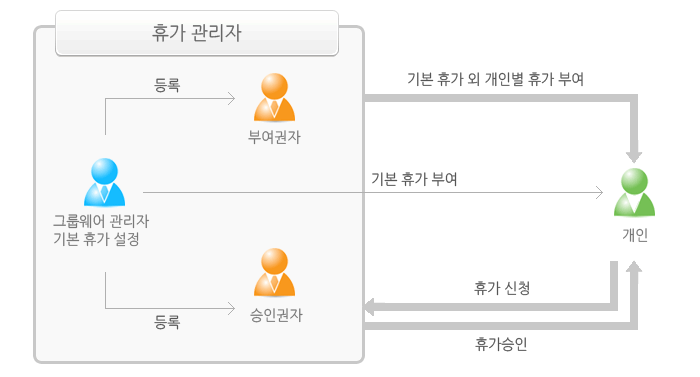 휴가 관리자
등록
부여권자
기본 휴가 외 개인별 휴가 부여
기본 휴가 부여
그룹웨어 관리자
기본 휴가 설정
개인
휴가 신청
승인권자
등록
휴가승인